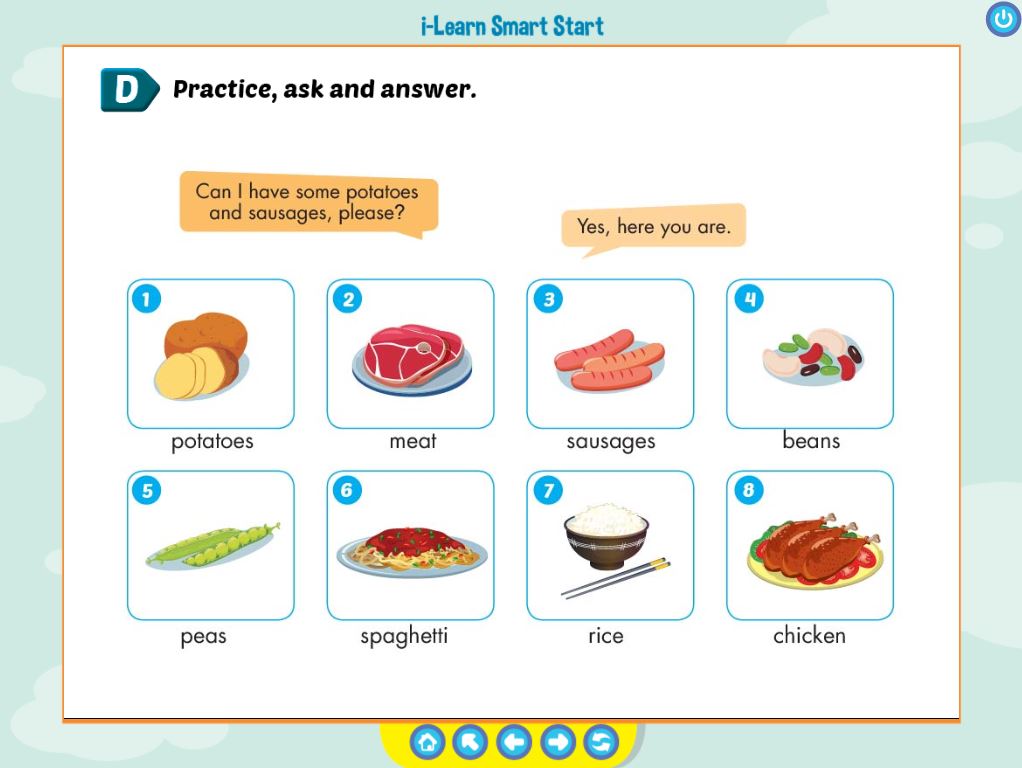 i-Learn Smart Start
D Practice, ask and answer.
Can I have some potatoes
and sausages, please?
Yes, here you are.
1
2
3
4
potatoes
meat
sausages
beans
5
6
7
8
peas
spaghetti
rice
chicken